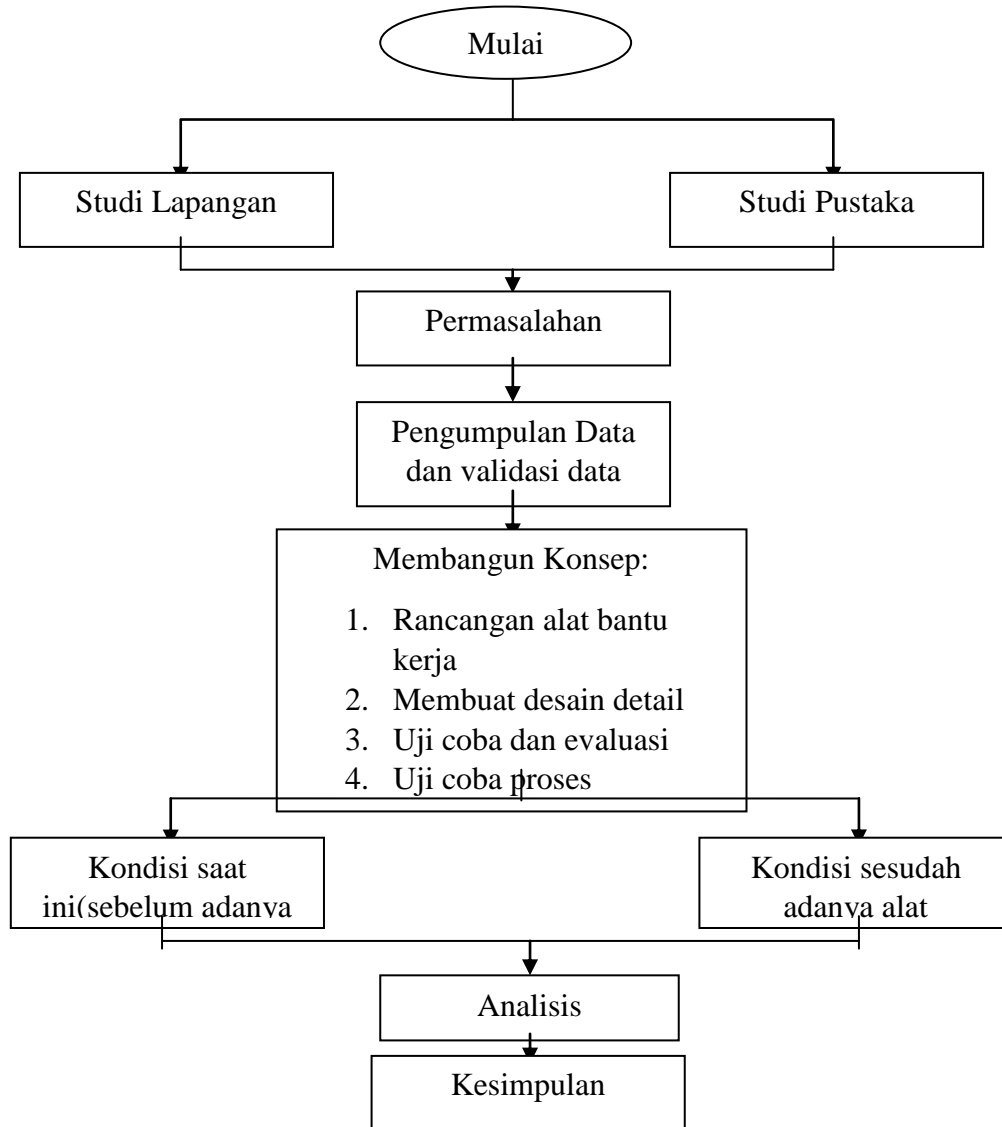 Mulai
Studi Lapangan
Studi Pustaka
Permasalahan
Pengumpulan Data
dan validasi data
Membangun Konsep:
1. Rancangan alat bantu
kerja
2. Membuat desain detail
3. Uji coba dan evaluasi
4. Uji coba proses
Kondisi saat
ini(sebelum adanya
Kondisi sesudah
adanya alat
Analisis
Kesimpulan